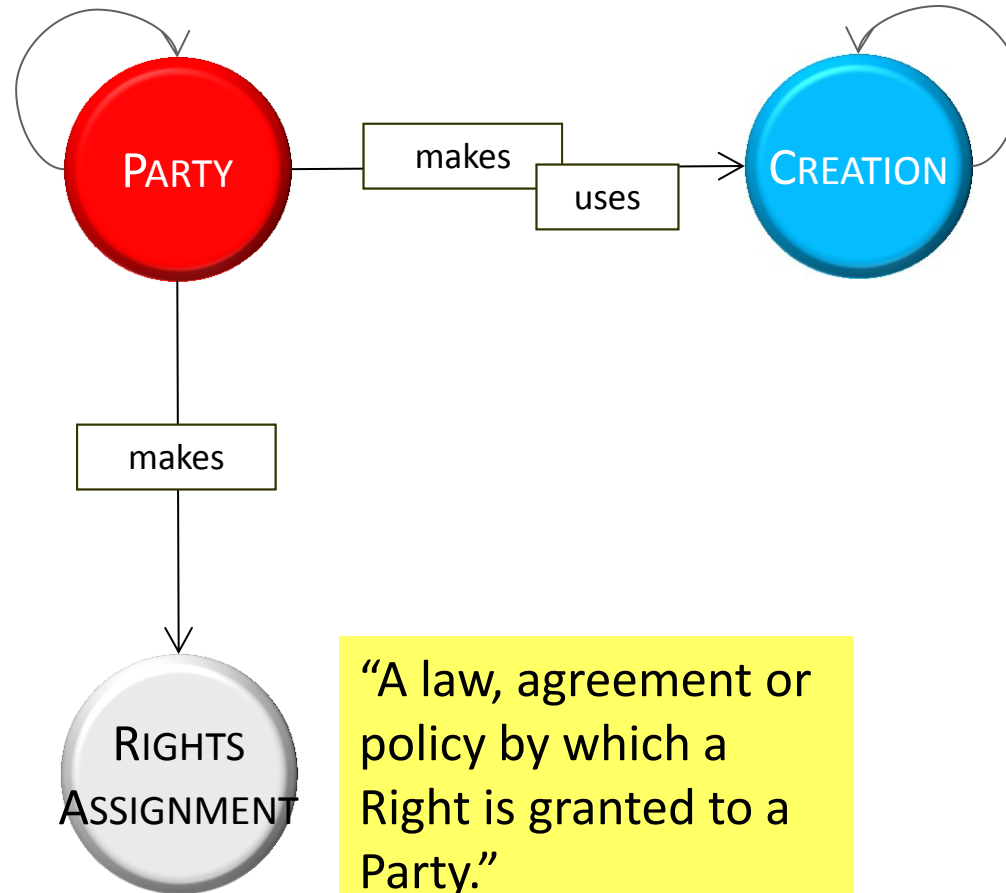 PARTY
makes
uses
CREATION
makes
RIGHTS
ASSIGNMENT
“A law, agreement or
policy by which a
Right is granted to a
Party.”